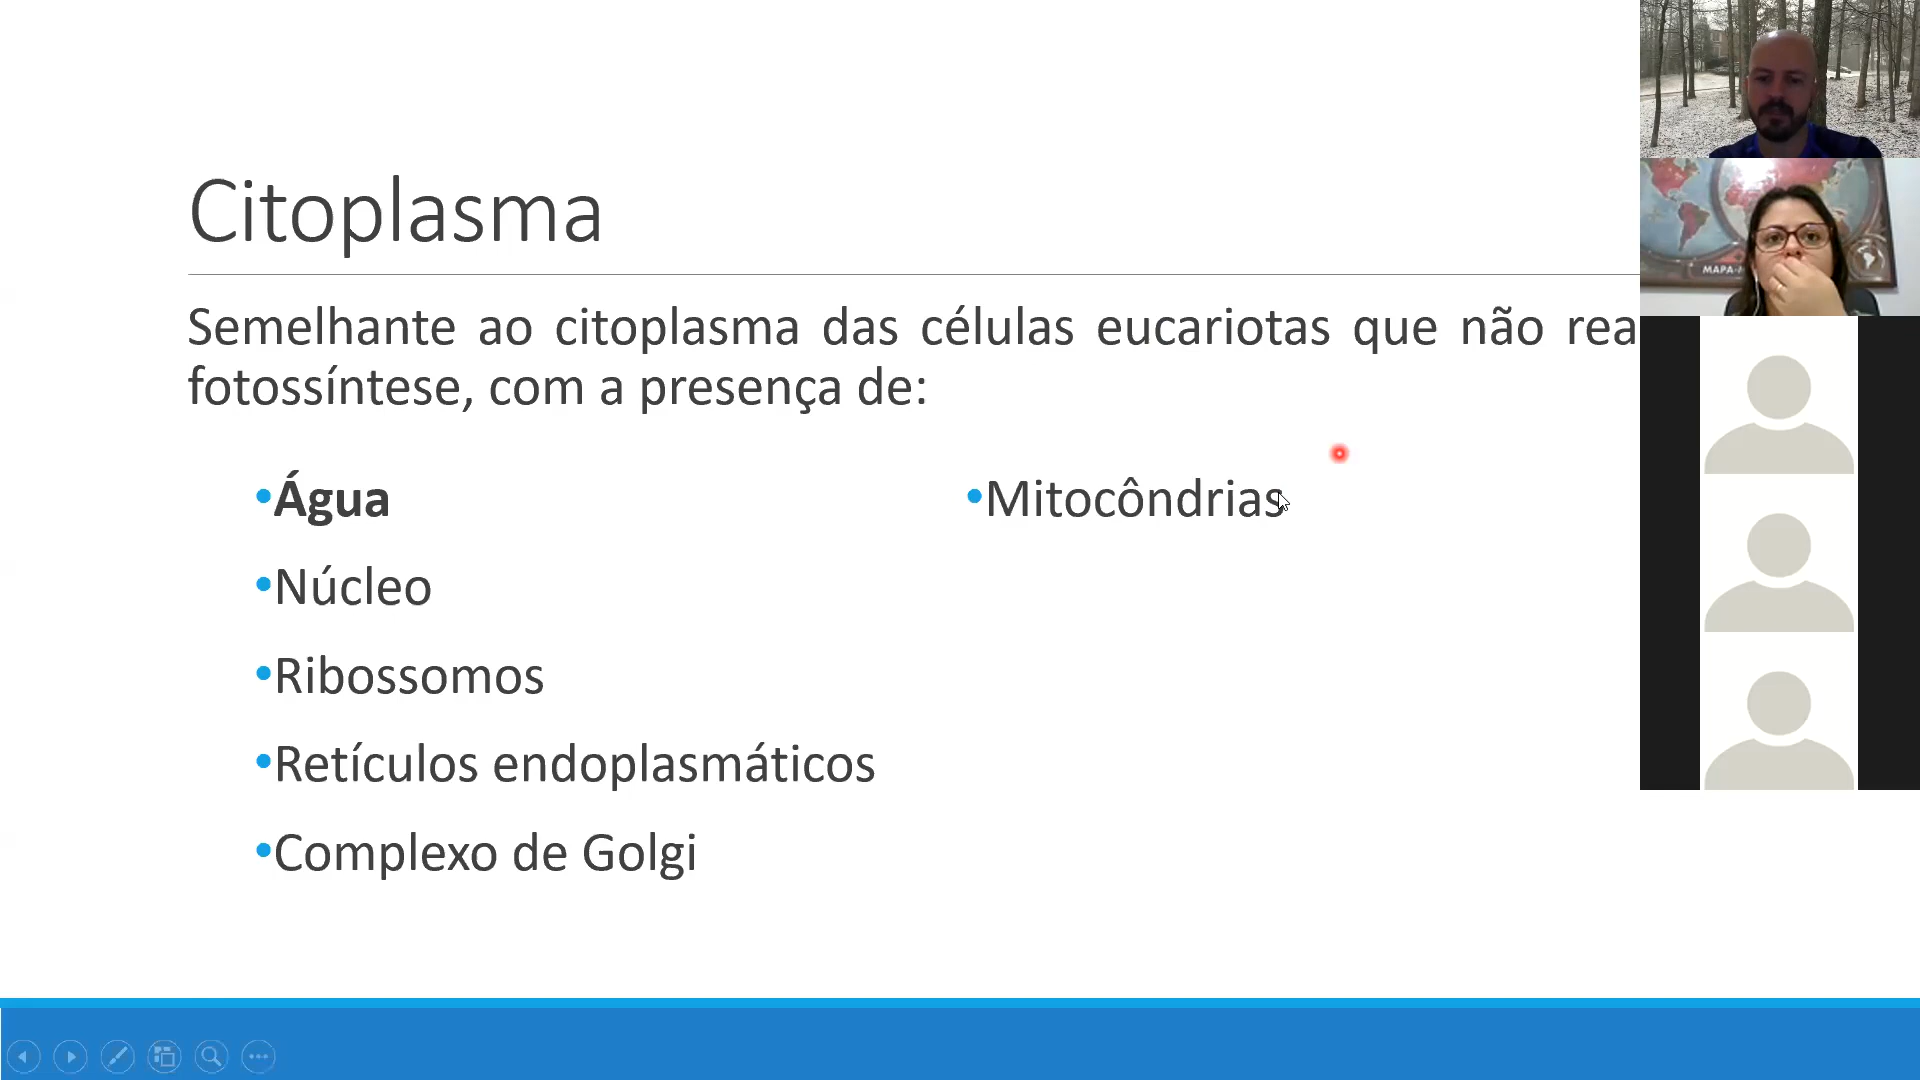 Citoplasma
Semelhante ao citoplasma das células eucariotas que não rea
fotossíntese, com a presença de:
•Água
•Núcleo
•Ribossomos
•Retículos endoplasmáticos
•Complexo de Golgi
•Mitocôndrias
MAPA-